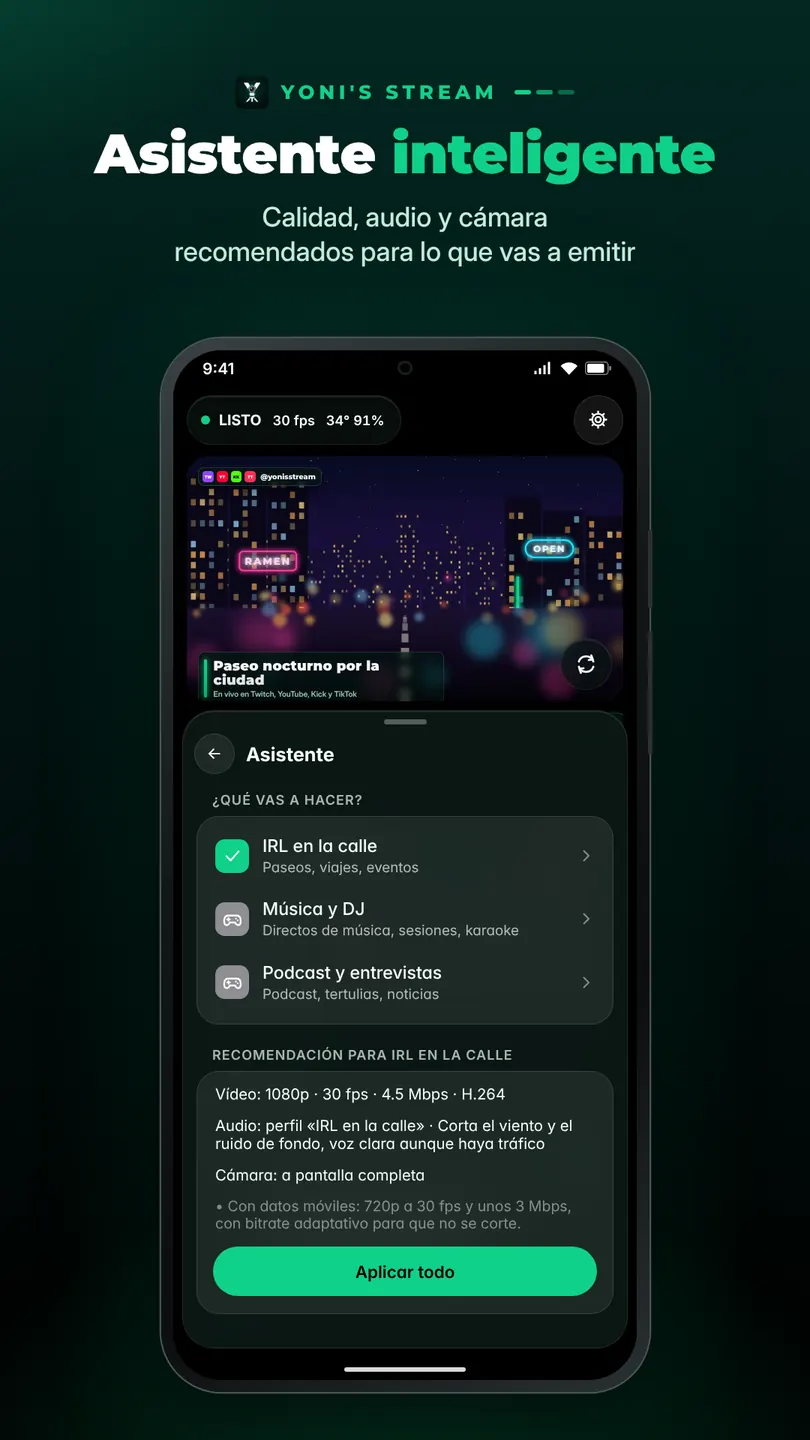 YONI'S STREAM
Asistente inteligente
Calidad, audio y cámara
recomendados para lo que vas a emitir
9:41
LISTO 30 fps 34° 91%
@yonisstream
RAMEN
OPEN
Paseo nocturno por la
ciudad
En vivo en Twitch, YouTube, Kick y TikTok
Asistente
¿QUÉ VAS A HACER?
IRL en la calle
Paseos, viajes, eventos
Música y DJ
Directos de música, sesiones, karaoke
Podcast y entrevistas
Podcast, tertulias, noticias
RECOMENDACIÓN PARA IRL EN LA CALLE
Vídeo: 1080p · 30 fps · 4.5 Mbps · H.264
Audio: perfil «IRL en la calle» · Corta el viento y el
ruido de fondo, voz clara aunque haya tráfico
Cámara: a pantalla completa
• Con datos móviles: 720p a 30 fps y unos 3 Mbps,
con bitrate adaptativo para que no se corte.
Aplicar todo